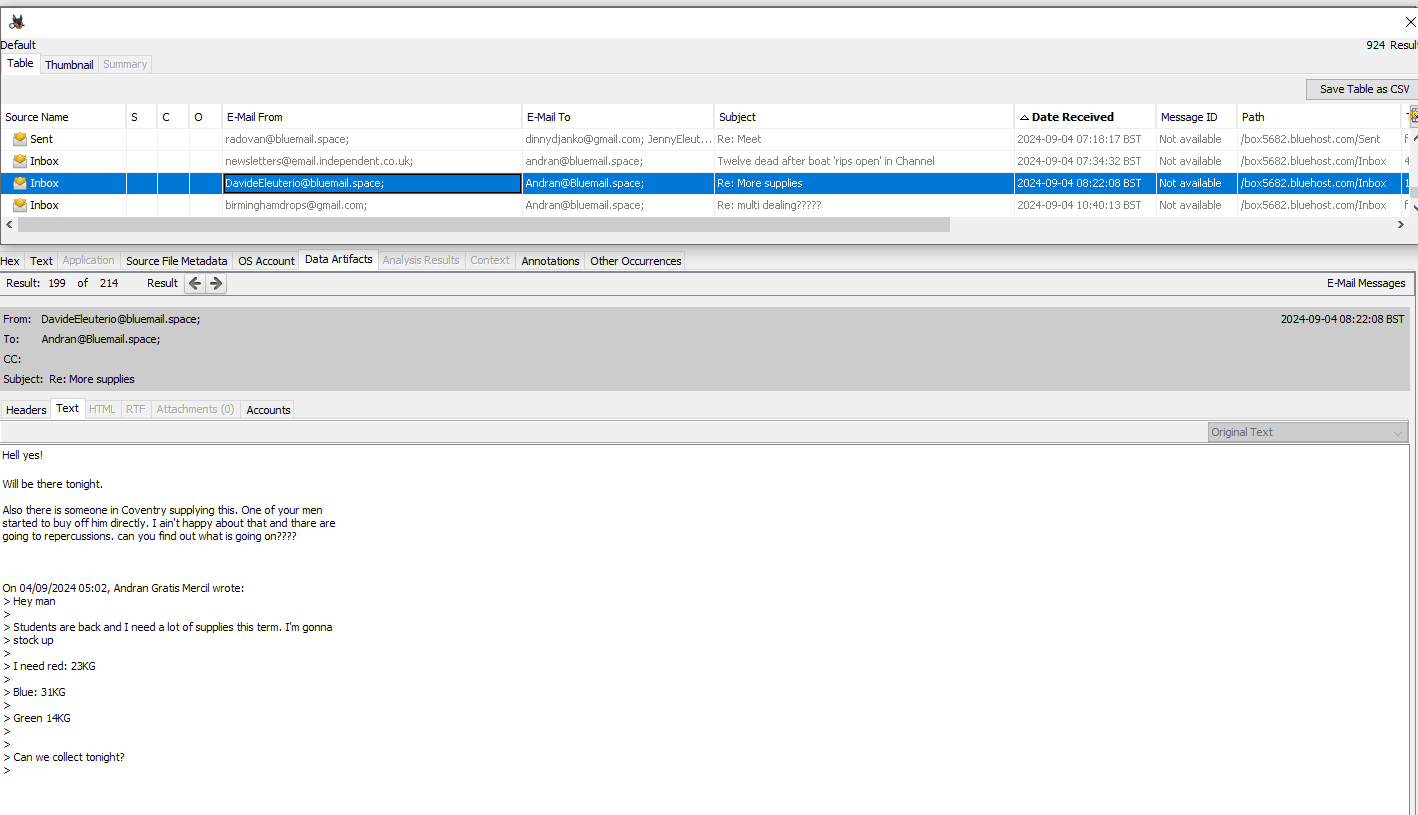 Default
924 Result
Table Thumbnail Summary
Save Table as CSV
Source Name S C O E-Mail From E-Mail To Subject Date Received Message ID Path
Sent radovan@bluemail.space; dinnydjanko@gmail.com; JennyEleut... Re: Meet 2024-09-04 07:18:17 BST Not available /box5682.bluehost.com/Sent f
Inbox newsletters@email.independent.co.uk; andran@bluemail.space; Twelve dead after boat 'rips open' in Channel 2024-09-04 07:34:32 BST Not available /box5682.bluehost.com/Inbox 4
Inbox DavideEleuterio@bluemail.space; Andran@Bluemail.space; Re: More supplies 2024-09-04 08:22:08 BST Not available /box5682.bluehost.com/Inbox 1
Inbox birminghamdrops@gmail.com; Andran@bluemail.space; Re: multi dealing????? 2024-09-04 10:40:13 BST Not available /box5682.bluehost.com/Inbox f
Hex Text Application Source File Metadata OS Account Data Artifacts Analysis Results Context Annotations Other Occurrences
Result: 199 of 214 Result E-Mail Messages
From: DavideEleuterio@bluemail.space; 2024-09-04 08:22:08 BST
To: Andran@Bluemail.space;
CC:
Subject: Re: More supplies
Headers Text HTML RTF Attachments (0) Accounts
Original Text
Hell yes!
Will be there tonight.
Also there is someone in Coventry supplying this. One of your men
started to buy off him directly. I ain't happy about that and thare are
going to repercussions. can you find out what is going on????
On 04/09/2024 05:02, Andran Gratis Mercil wrote:
> Hey man
>
> Students are back and I need a lot of supplies this term. I'm gonna
> stock up
>
> I need red: 23KG
>
> Blue: 31KG
>
> Green 14KG
>
>
> Can we collect tonight?
>